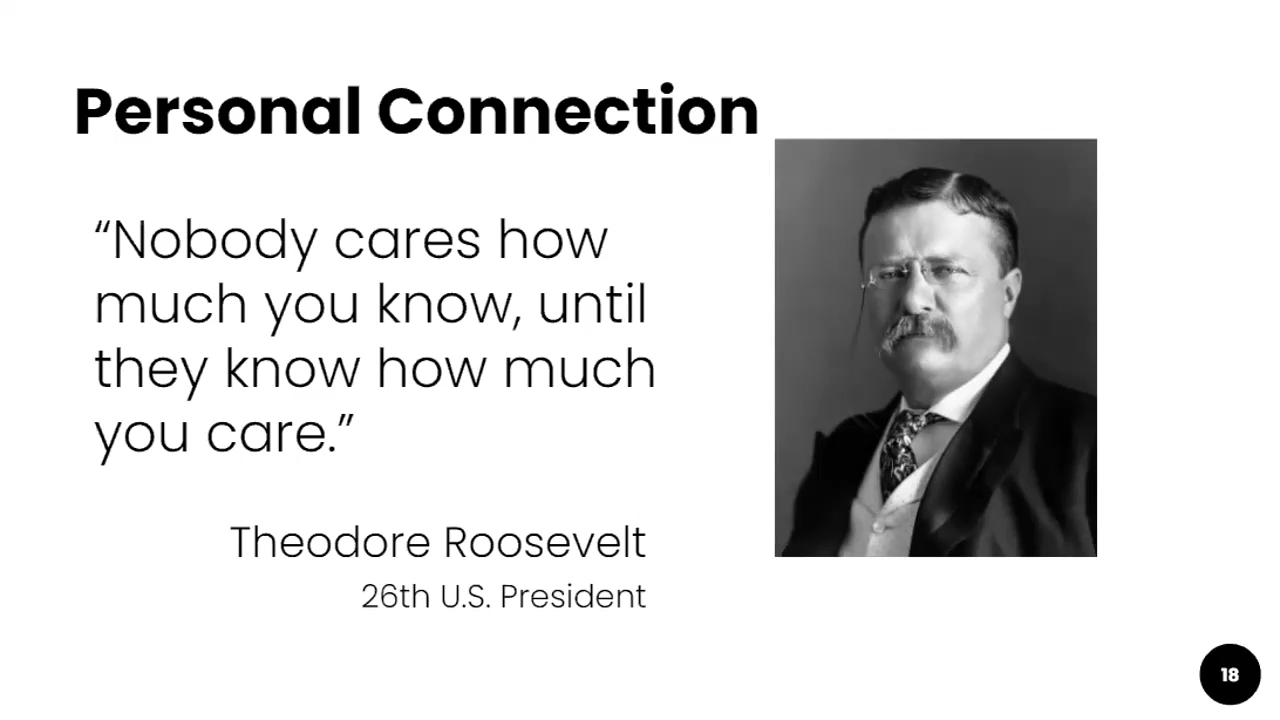 Personal Connection
“Nobody cares how
much you know, until
they know how much
you care.”
Theodore Roosevelt
26th U.S. President
18